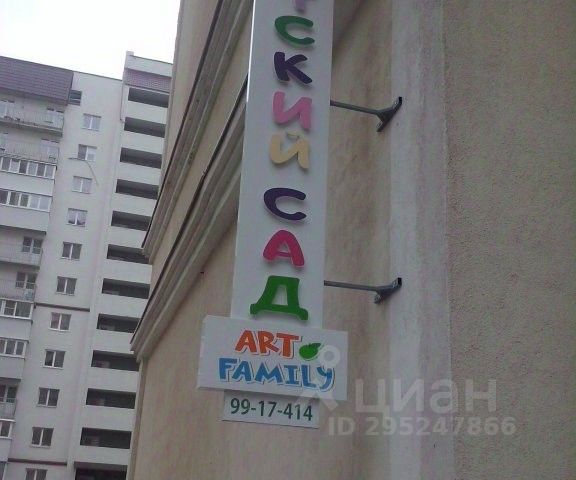 СКИЙ САД
ART
FAMILY
99-17-414
циан
ID 295247866